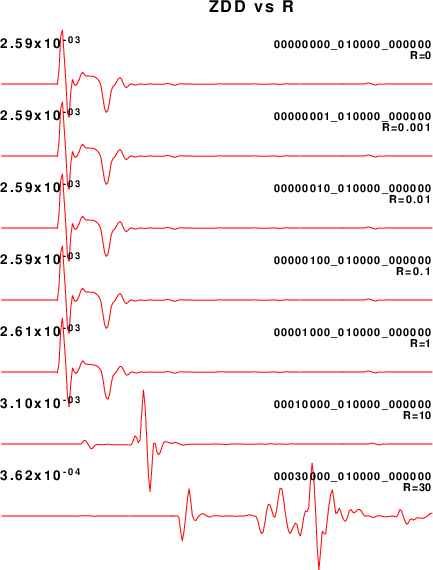 ZDD vs R
2.59x10-03 00000000_010000_000000
R=0
2.59x10-03 00000001_010000_000000
R=0.001
2.59x10-03 00000010_010000_000000
R=0.01
2.59x10-03 00000100_010000_000000
R=0.1
2.61x10-03 00001000_010000_000000
R=1
3.10x10-03 00010000_010000_000000
R=10
3.62x10-04 00030000_010000_000000
R=30